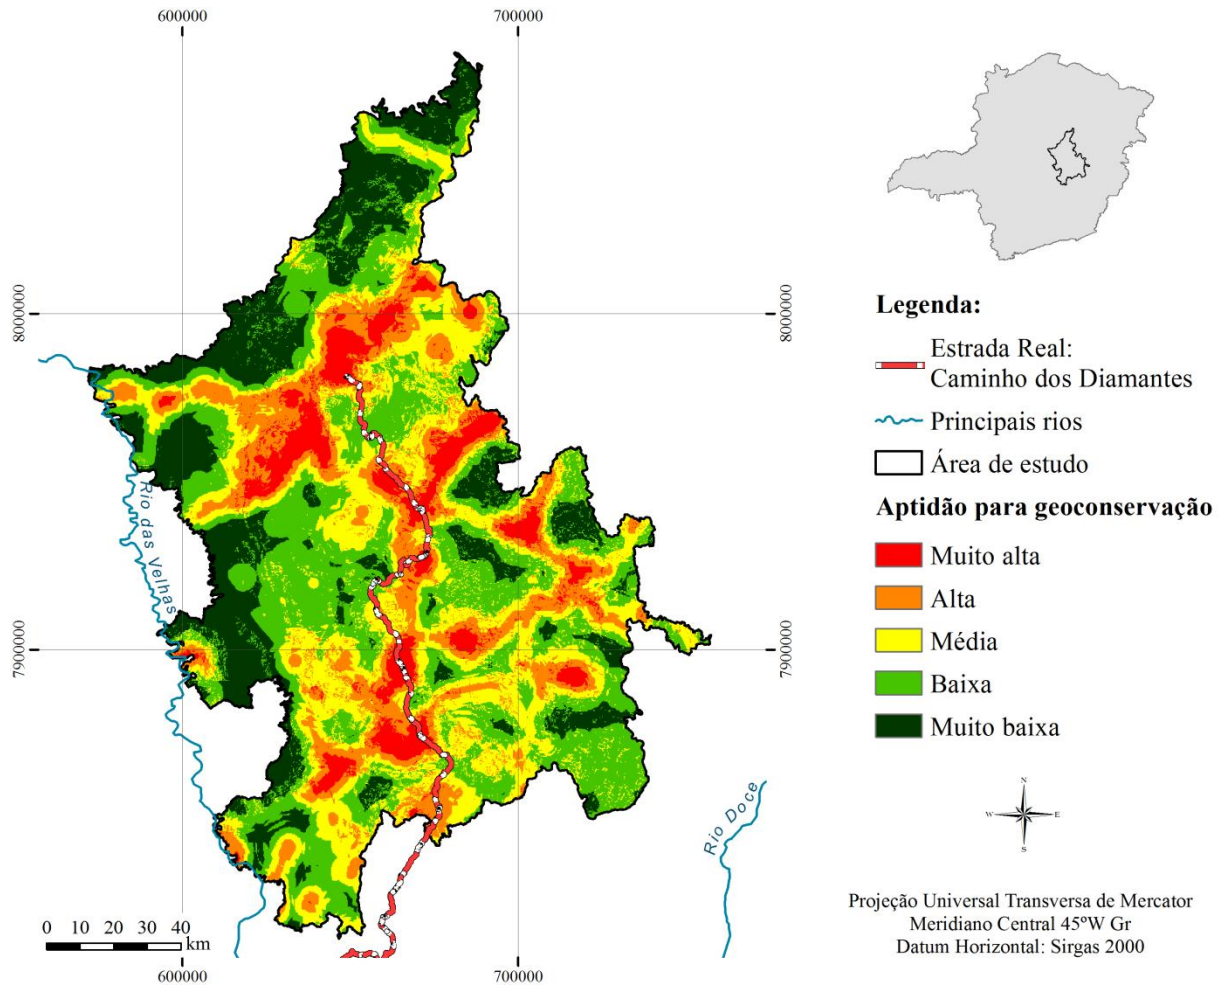 600000
700000
8000000
8000000
7900000
7900000
Rio das Velhas
Rio Doce
0 10 20 30 40
km
600000
700000
Legenda:
Estrada Real:
Caminho dos Diamantes
Principais rios
Área de estudo
Aptidão para geoconservação
Muito alta
Alta
Média
Baixa
Muito baixa
N
W E
S
Projeção Universal Transversa de Mercator
Meridiano Central 45ºW Gr
Datum Horizontal: Sirgas 2000